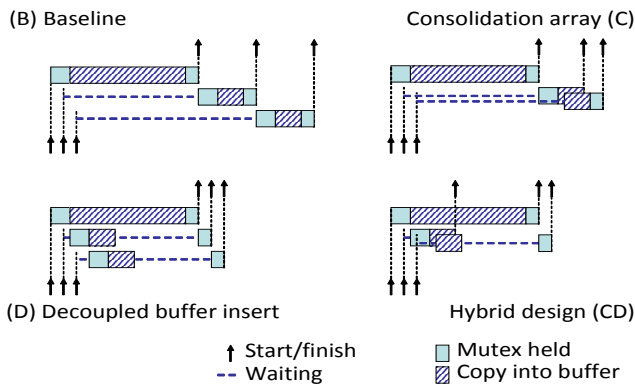 (B) Baseline
Consolidation array (C)
(D) Decoupled buffer insert
Hybrid design (CD)
Start/finish
Mutex held
Waiting
Copy into buffer